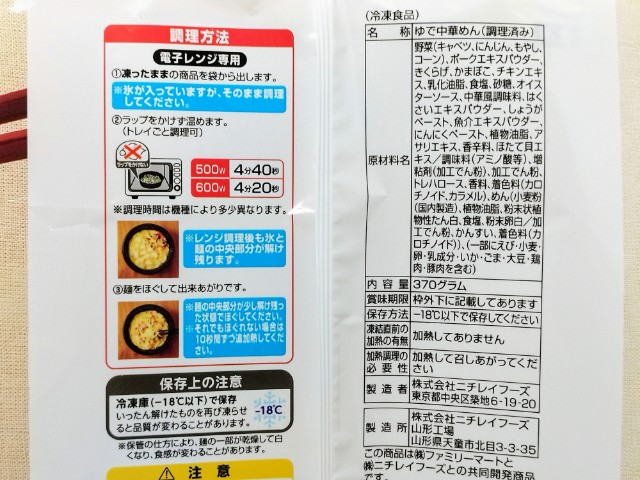 調理方法
電子レンジ専用
①凍ったままの商品を袋から出します。
※氷が入っていますが、そのまま調理
してください。
②ラップをかけず温めます。
(トレイごと調理可)
ラップをかけない
500W 4分40秒
600W 4分20秒
※調理時間は機種により多少異なります。
※レンジ調理後も氷と
麺の中央部分が解け
残ります。
③麺をほぐして出来あがりです。
※麺の中央部分が少し解け残っ
た状態でほぐしてください。
※それでもほぐれない場合は
10秒間ずつ追加熱してください。
保存上の注意
冷凍庫(−18℃以下)で保存
いったん解けたものを再び凍らせ
ると品質が変わることがあります。
-18℃
※保管の仕方により、麺の一部が乾燥して白
くなり、食感が変わることがあります。
注意
(冷凍食品)
名称 ゆで中華めん(調理済み)
原材料名
野菜(キャベツ、にんじん、もやし、
コーン)、ポークエキスパウダー、
きくらげ、かまぼこ、チキンエキ
ス、乳化油脂、食塩、砂糖、オイス
ターソース、中華風調味料、はく
さいエキスパウダー、しょうが
ペースト、魚介エキスパウダー、
にんにくペースト、植物油脂、ア
サリエキス、香辛料、ほたて貝エ
キス/調味料(アミノ酸等)、増
粘剤(加工でん粉)、加工でん粉、
トレハロース、香料、着色料(カロ
チノイド、カラメル)、めん(小麦粉
(国内製造)、植物油脂、粉末状植
物性たん白、食塩、粉末卵白/加
工でん粉、かんすい、着色料(カ
ロチノイド))、(一部にえび・小麦・
卵・乳成分・いか・ごま・大豆・鶏
肉・豚肉を含む)
内容量 370グラム
賞味期限 枠外下に記載してあります
保存方法 −18℃以下で保存してください
凍結直前の
加熱の有無
加熱してありません
加熱調理の
必要性
加熱して召しあがってくだ
さい
製造者
株式会社ニチレイフーズ
東京都中央区築地6-19-20
製造所
株式会社ニチレイフーズ
山形工場
山形県天童市北目3-3-35
この商品は㈱ファミリーマートと
㈱ニチレイフーズとの共同開発商品
です。